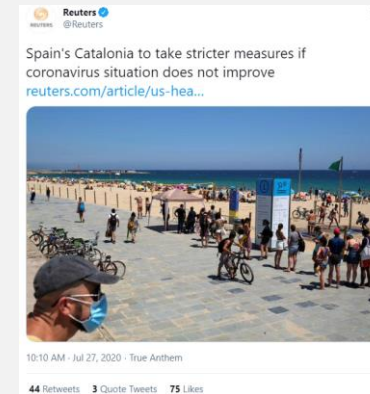 Reuters
REUTERS
@Reuters
Spain's Catalonia to take stricter measures if
coronavirus situation does not improve
reuters.com/article/us-hea...
10:10 AM · Jul 27, 2020 · True Anthem
44 Retweets 3 Quote Tweets 75 Likes